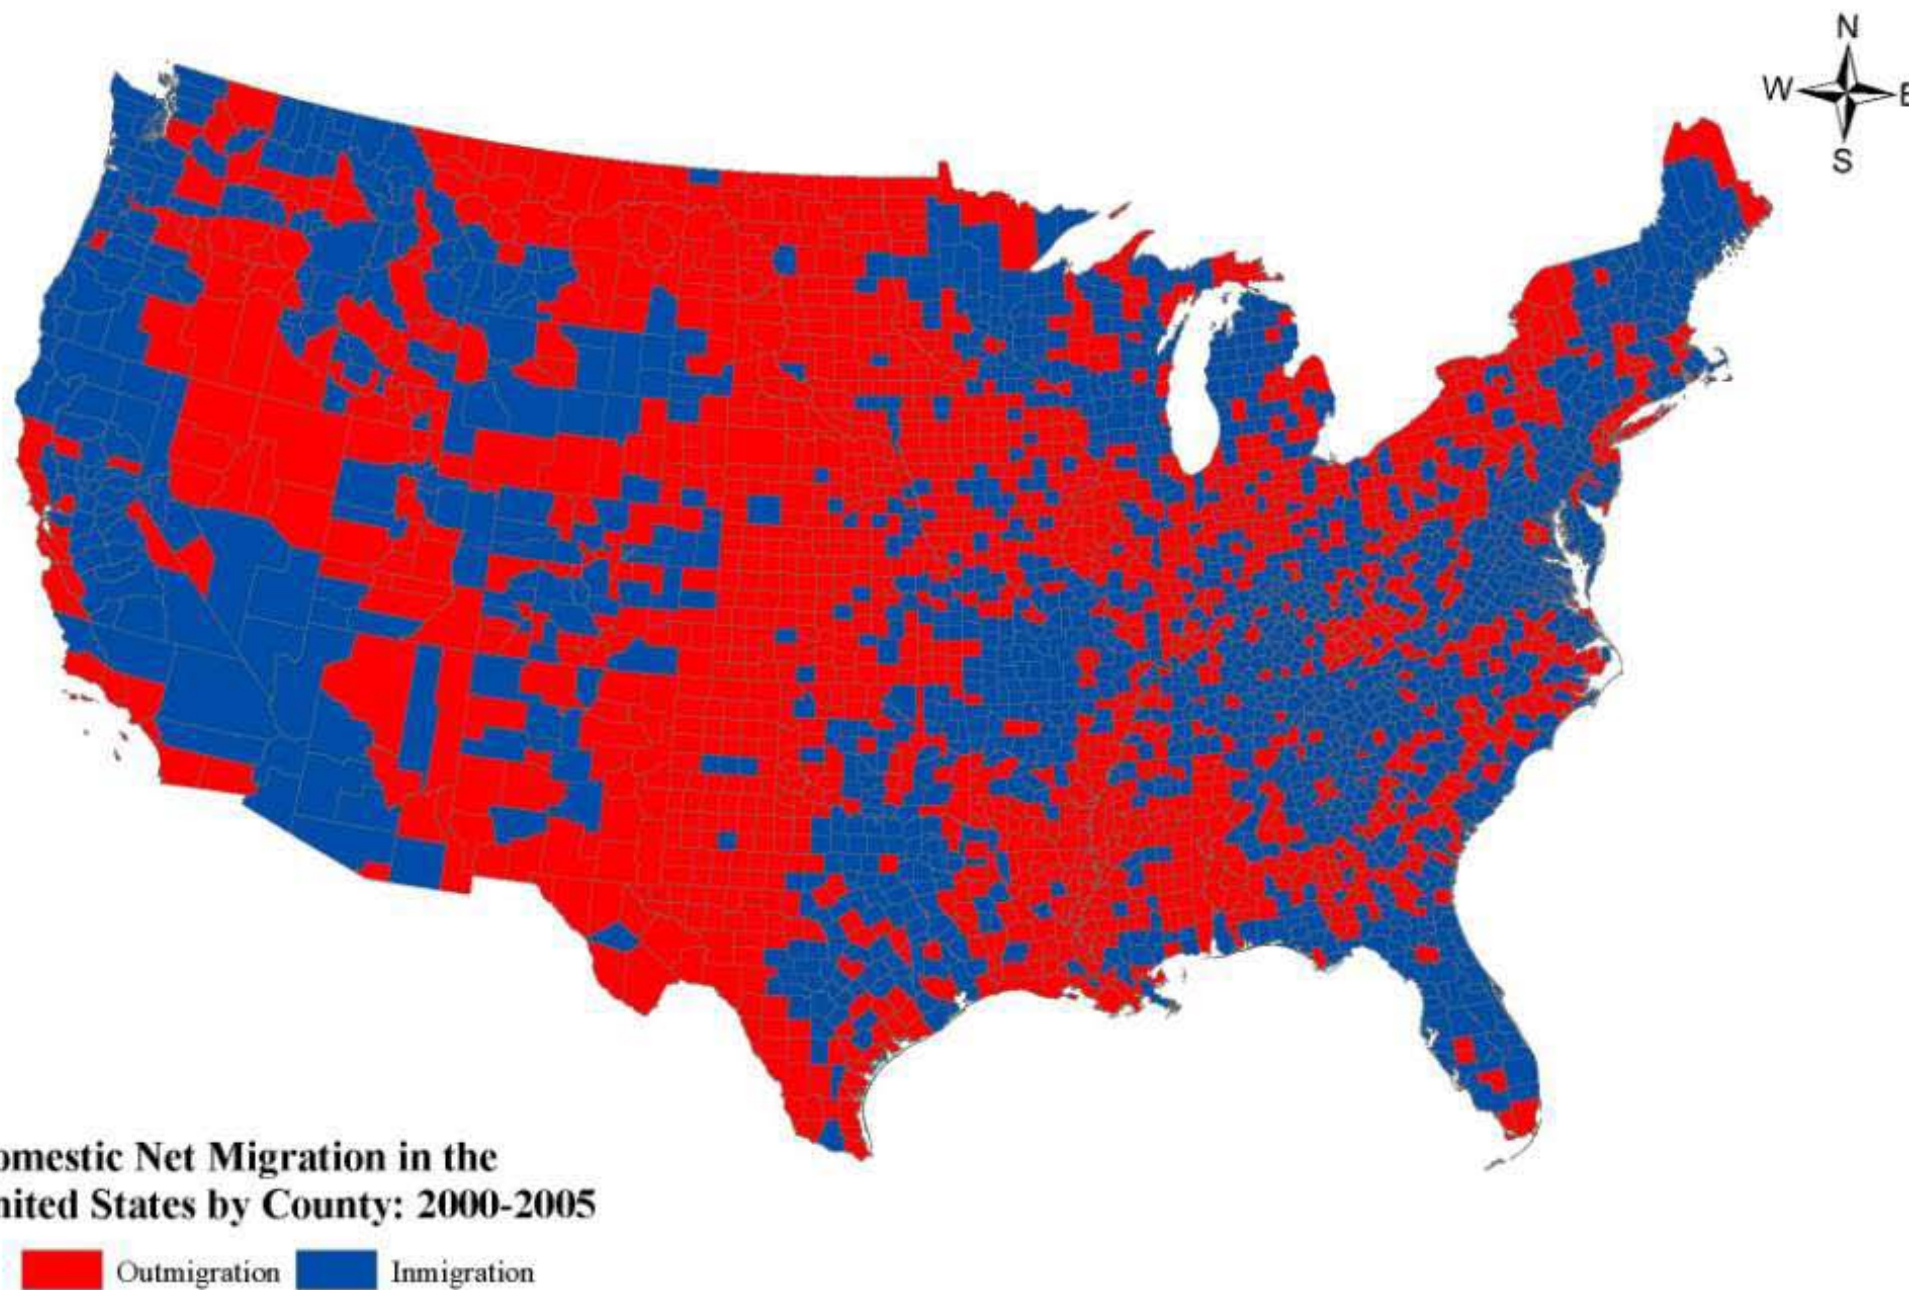 N
W E
S
omestic Net Migration in the
nited States by County: 2000-2005
Outmigration Inmigration